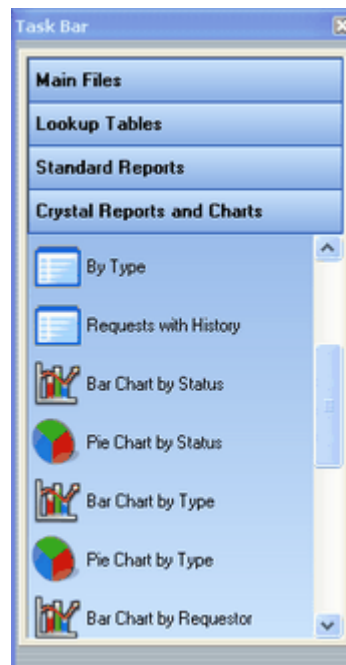 Task Bar
Main Files
Lookup Tables
Standard Reports
Crystal Reports and Charts
By Type
Requests with History
Bar Chart by Status
Pie Chart by Status
Bar Chart by Type
Pie Chart by Type
Bar Chart by Requestor